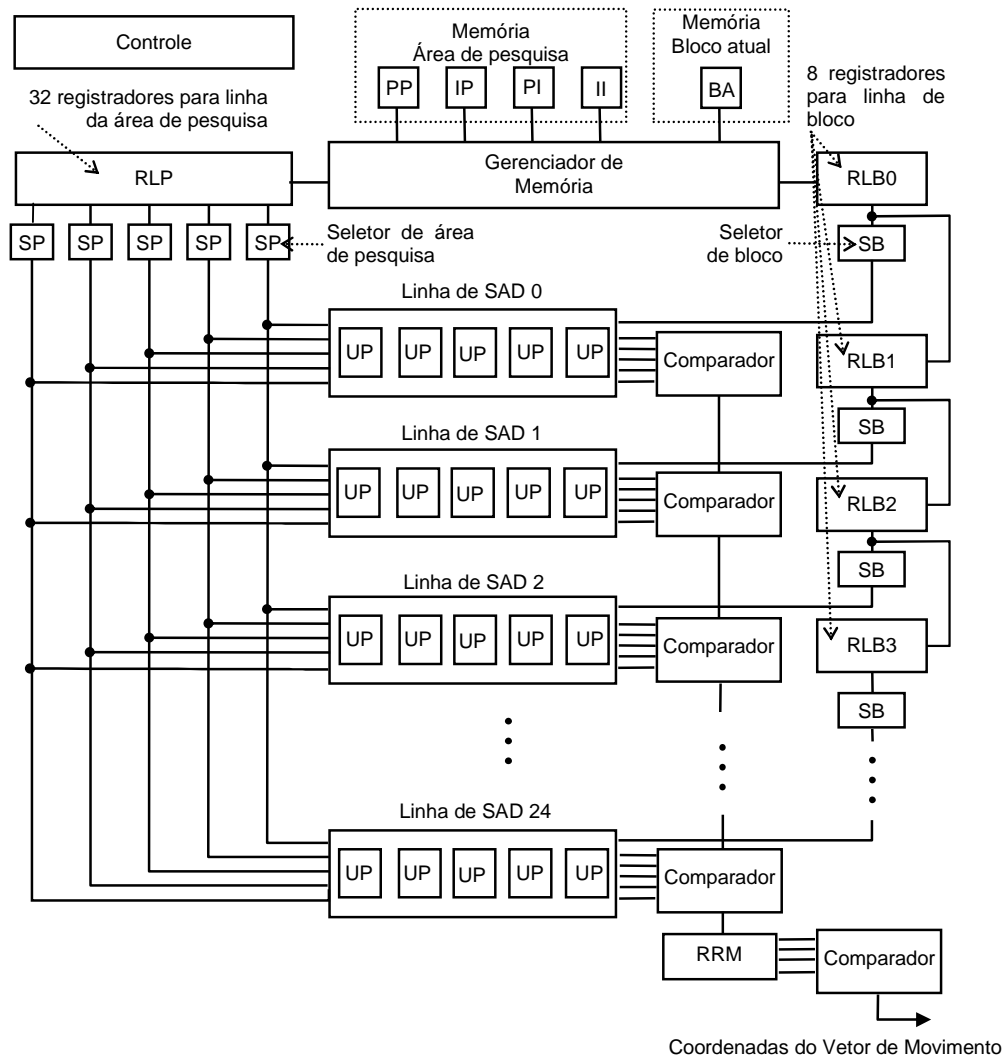 Controle
Memória
Área de pesquisa
PP IP PI II
Memória
Bloco atual
BA
32 registradores para linha
da área de pesquisa
8 registradores
para linha de
bloco
RLP
Gerenciador de
Memória
RLB0
SP SP SP SP SP
Seletor de área
de pesquisa
Seletor
de bloco
SB
Linha de SAD 0
UP UP UP UP UP
Comparador
RLB1
SB
Linha de SAD 1
UP UP UP UP UP
Comparador
RLB2
SB
Linha de SAD 2
UP UP UP UP UP
Comparador
RLB3
SB
Linha de SAD 24
UP UP UP UP UP
Comparador
RRM
Comparador
Coordenadas do Vetor de Movimento